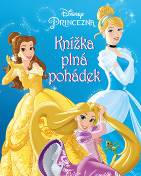 Disney
PRINCEZNA
Knížka
plná
pohádek